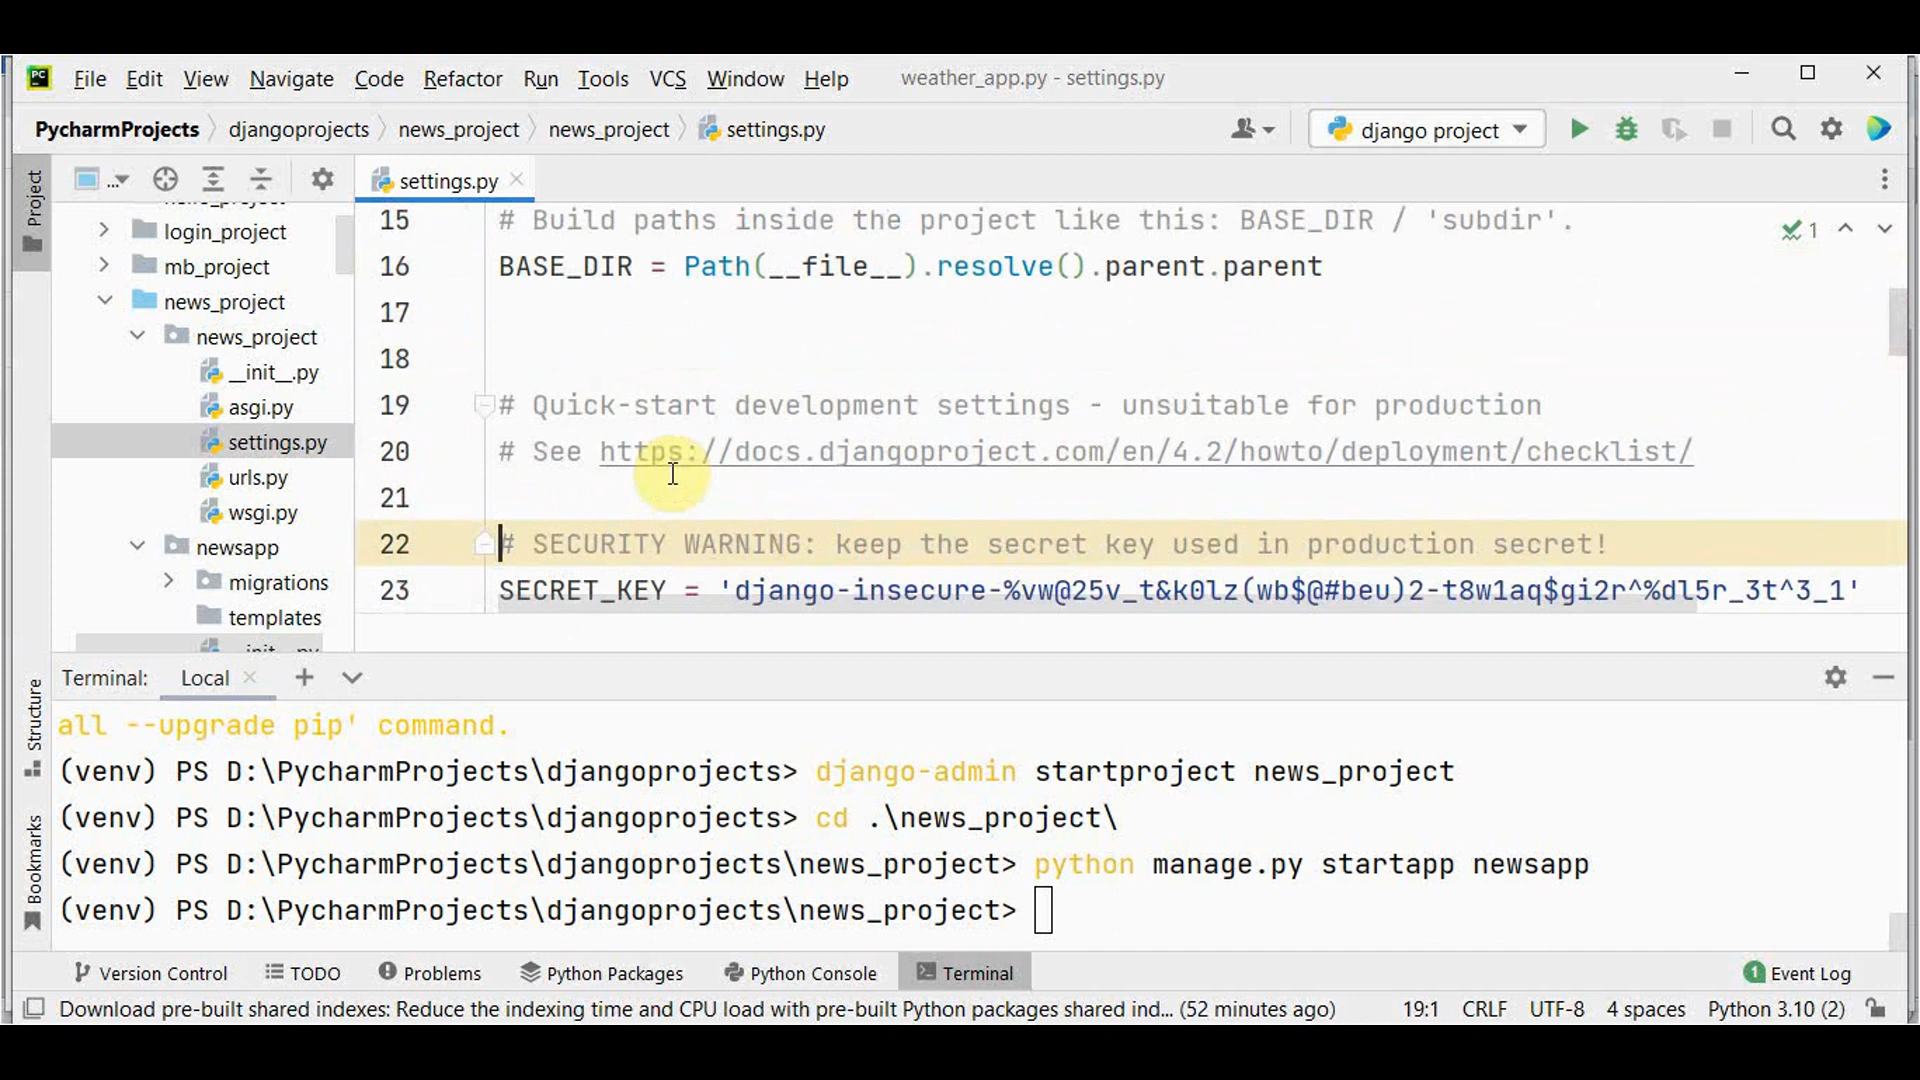 PC File Edit View Navigate Code Refactor Run Tools VCS Window Help weather_app.py - settings.py
PycharmProjects djangoprojects news_project news_project settings.py django project
Project ... settings.py
login_project
mb_project
news_project
news_project
__init__.py
asgi.py
settings.py
urls.py
wsgi.py
newsapp
migrations
templates
15 # Build paths inside the project like this: BASE_DIR / 'subdir'.
16 BASE_DIR = Path(__file__).resolve().parent.parent
17
18
19 # Quick-start development settings - unsuitable for production
20 # See https://docs.djangoproject.com/en/4.2/howto/deployment/checklist/
21
22 # SECURITY WARNING: keep the secret key used in production secret!
23 SECRET_KEY = 'django-insecure-%vw@25v_t&k0lz(wb$@#beu)2-t8w1aq$gi2r^%dl5r_3t^3_1'
1
Structure
Bookmarks
Terminal: Local
all --upgrade pip' command.
(venv) PS D:\PycharmProjects\djangoprojects> django-admin startproject news_project
(venv) PS D:\PycharmProjects\djangoprojects> cd .\news_project\
(venv) PS D:\PycharmProjects\djangoprojects\news_project> python manage.py startapp newsapp
(venv) PS D:\PycharmProjects\djangoprojects\news_project>
Version Control TODO Problems Python Packages Python Console Terminal 1 Event Log
Download pre-built shared indexes: Reduce the indexing time and CPU load with pre-built Python packages shared ind... (52 minutes ago) 19:1 CRLF UTF-8 4 spaces Python 3.10 (2)